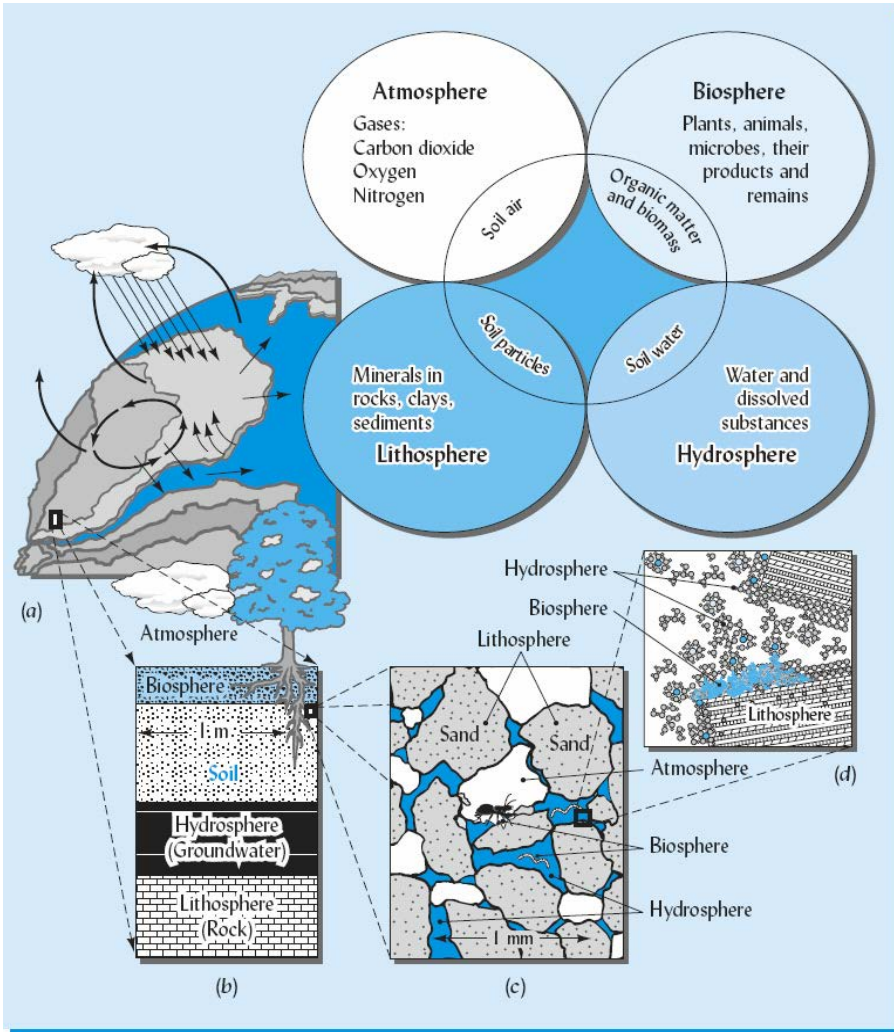 Atmosphere
Gases:
Carbon dioxide
Oxygen
Nitrogen
Biosphere
Plants, animals,
microbes, their
products and
remains
Soil air
Organic matter
and biomass
Soil particles
Soil water
Minerals in
rocks, clays,
sediments
Lithosphere
Water and
dissolved
substances
Hydrosphere
(a)
Atmosphere
Biosphere
1 m
Soil
Hydrosphere
(Groundwater)
Lithosphere
(Rock)
(b)
Hydrosphere
Biosphere
Lithosphere
Sand
Sand
Atmosphere
Biosphere
Hydrosphere
1 mm
(c)
Lithosphere
(d)